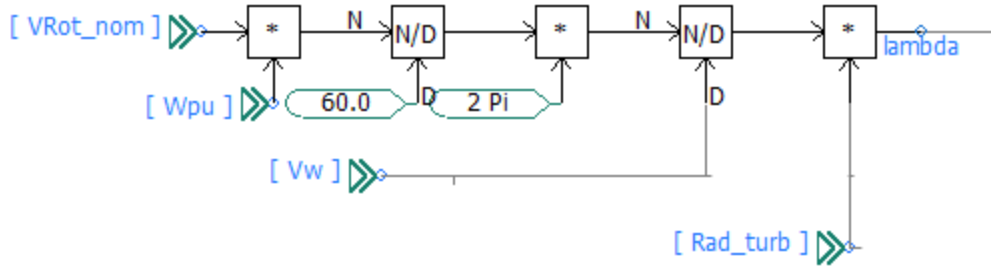 [ VRot_nom ] * N N/D * N N/D * lambda
[ Wpu ] 60.0 D 2 Pi D
[ Vw ]
[ Rad_turb ]